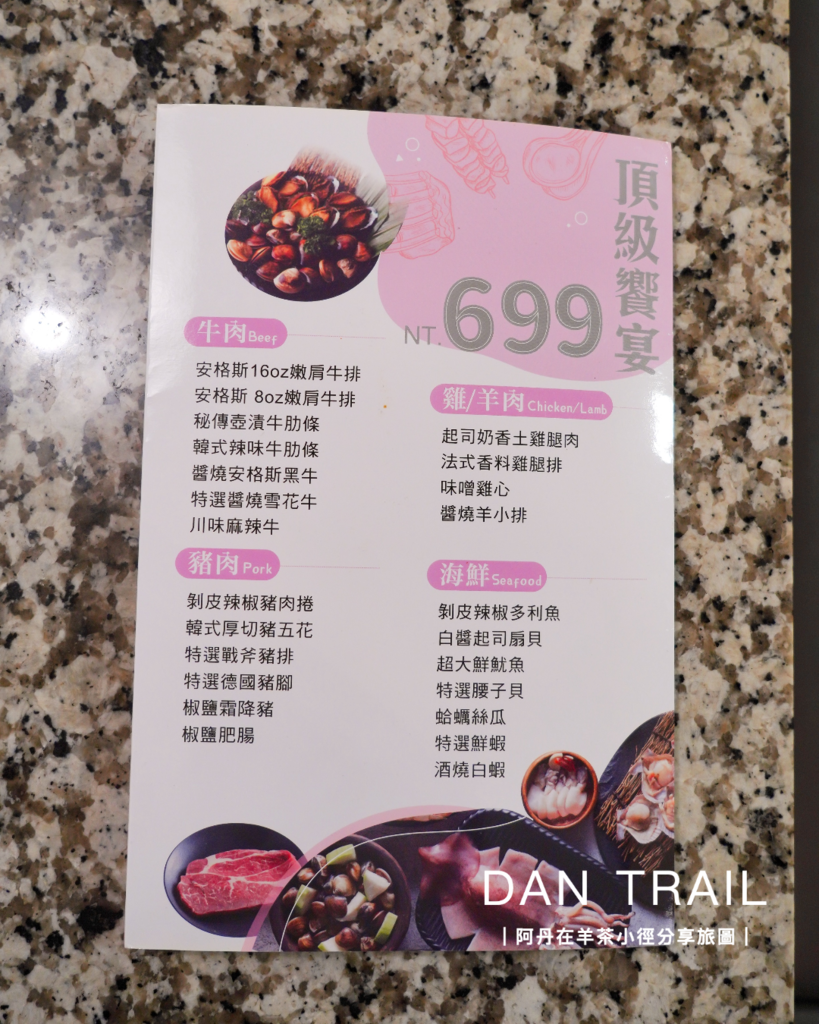 頂級饗宴
NT.699
牛肉Beef
安格斯16oz嫩肩牛排
安格斯 8oz嫩肩牛排
秘傳壺漬牛肋條
韓式辣味牛肋條
醬燒安格斯黑牛
特選醬燒雪花牛
川味麻辣牛
豬肉Pork
剝皮辣椒豬肉捲
韓式厚切豬五花
特選戰斧豬排
特選德國豬腳
椒鹽霜降豬
椒鹽肥腸
雞/羊肉Chicken/Lamb
起司奶香土雞腿肉
法式香料雞腿排
味噌雞心
醬燒羊小排
海鮮Seafood
剝皮辣椒多利魚
白醬起司扇貝
超大鮮魷魚
特選腰子貝
蛤蠣絲瓜
特選鮮蝦
酒燒白蝦
DAN TRAIL
|阿丹在羊茶小徑分享旅圖|